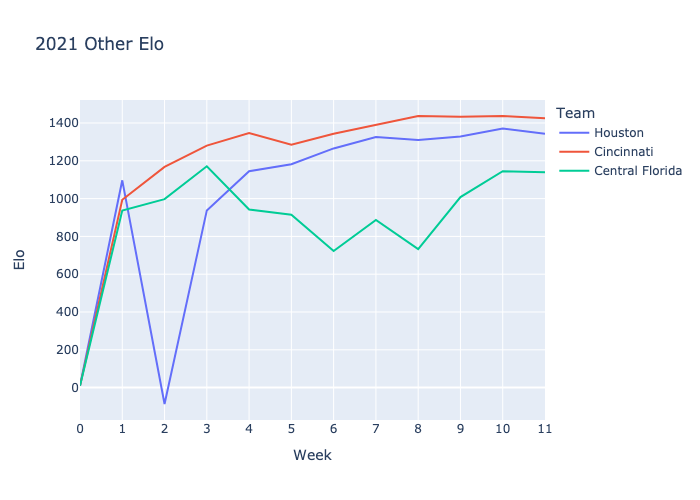 2021 Other Elo
Team
Houston
Cincinnati
Central Florida
1400
1200
1000
800
600
400
200
0
Elo
0 1 2 3 4 5 6 7 8 9 10 11
Week